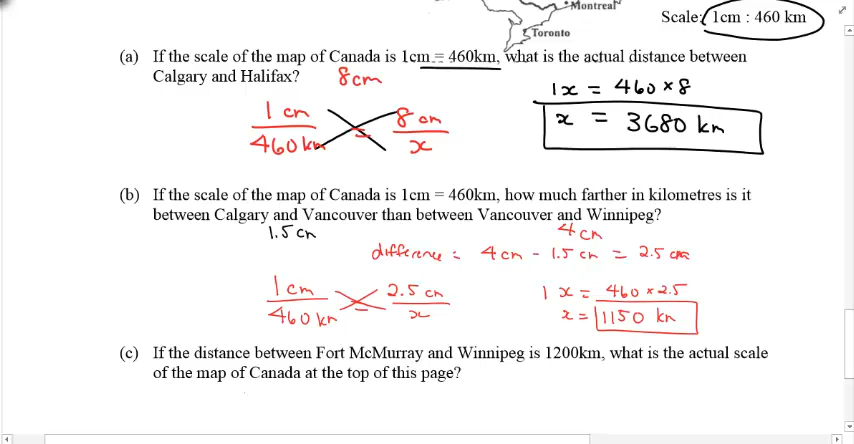 Montreal
Scale: 1cm : 460 km
Toronto
(a) If the scale of the map of Canada is 1cm = 460km, what is the actual distance between
Calgary and Halifax?
8cm
1x = 460 x 8
1 cm / 460 km = 8 cm / x
x = 3680 km
(b) If the scale of the map of Canada is 1cm = 460km, how much farther in kilometres is it
between Calgary and Vancouver than between Vancouver and Winnipeg?
1.5 cm 4 cm
difference = 4 cm - 1.5 cm = 2.5 cm
1 cm / 460 km = 2.5 cm / x
1 x = 460 x 2.5
x = 1150 km
(c) If the distance between Fort McMurray and Winnipeg is 1200km, what is the actual scale
of the map of Canada at the top of this page?